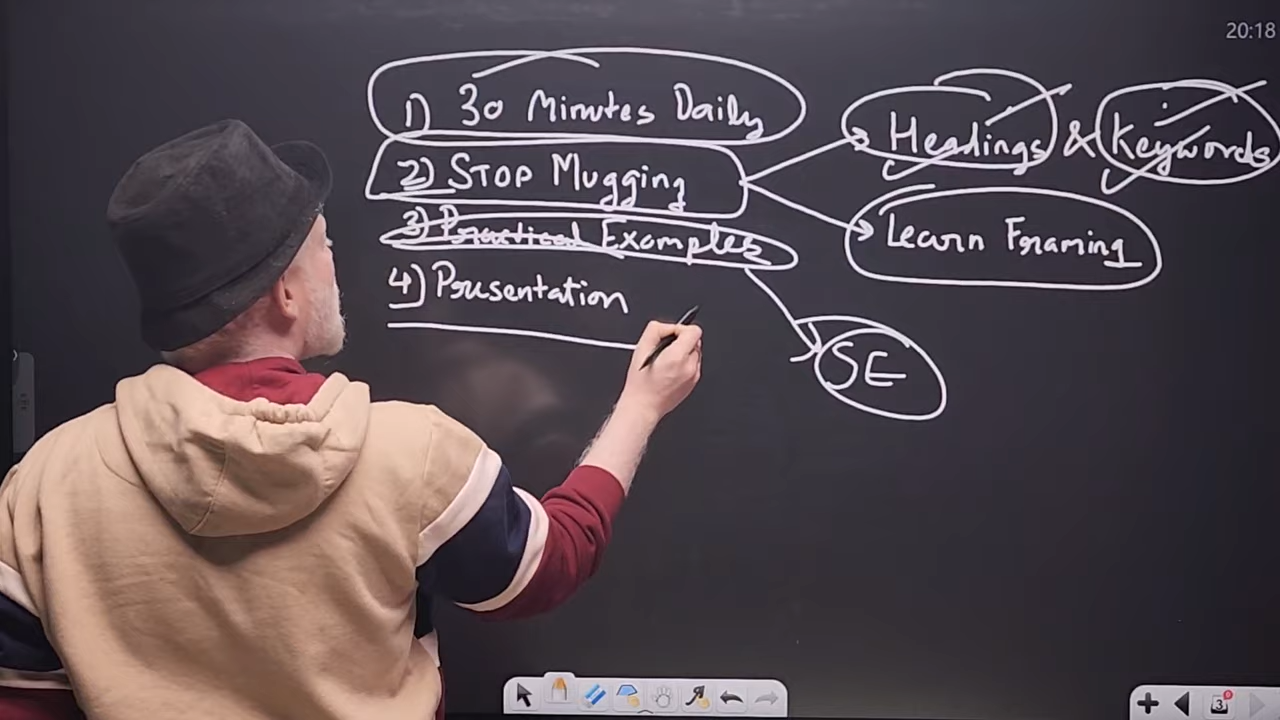 20:18
1) 30 Minutes Daily
2) STOP Mugging
Headings & Keywords
Learn Framing
3) Practical Examples
SE
4) Presentation
3